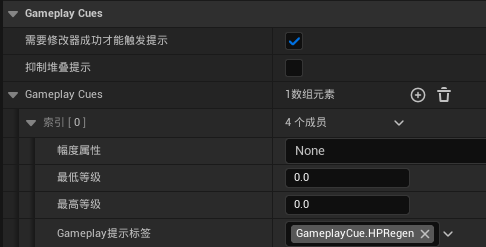 Gameplay Cues
需要修改器成功才能触发提示
抑制堆叠提示
Gameplay Cues 1数组元素
索引 [ 0 ] 4 个成员
幅度属性 None
最低等级 0.0
最高等级 0.0
Gameplay提示标签 GameplayCue.HPRegen